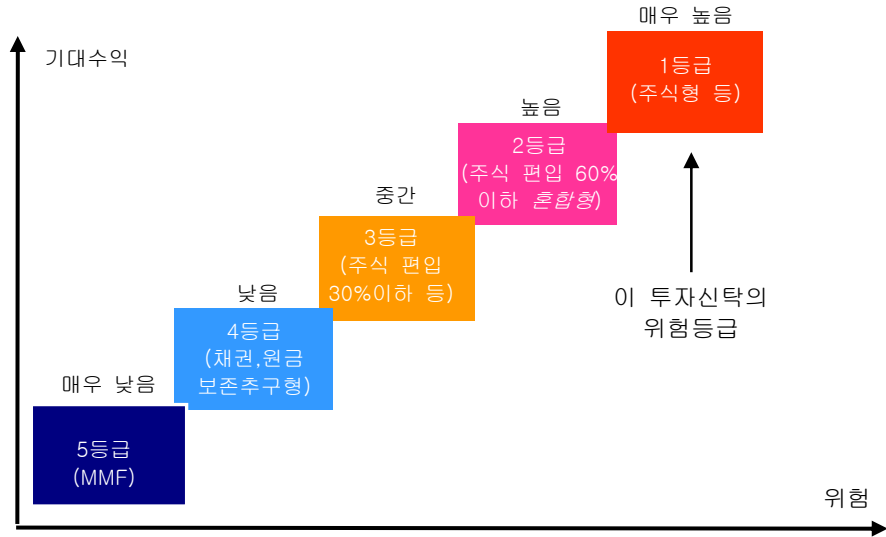 매우 높음
기대수익
1등급
(주식형 등)
높음
2등급
(주식 편입 60%
이하 혼합형)
중간
3등급
(주식 편입
30%이하 등)
이 투자신탁의
위험등급
낮음
4등급
(채권,원금
보존추구형)
매우 낮음
5등급
(MMF)
위험